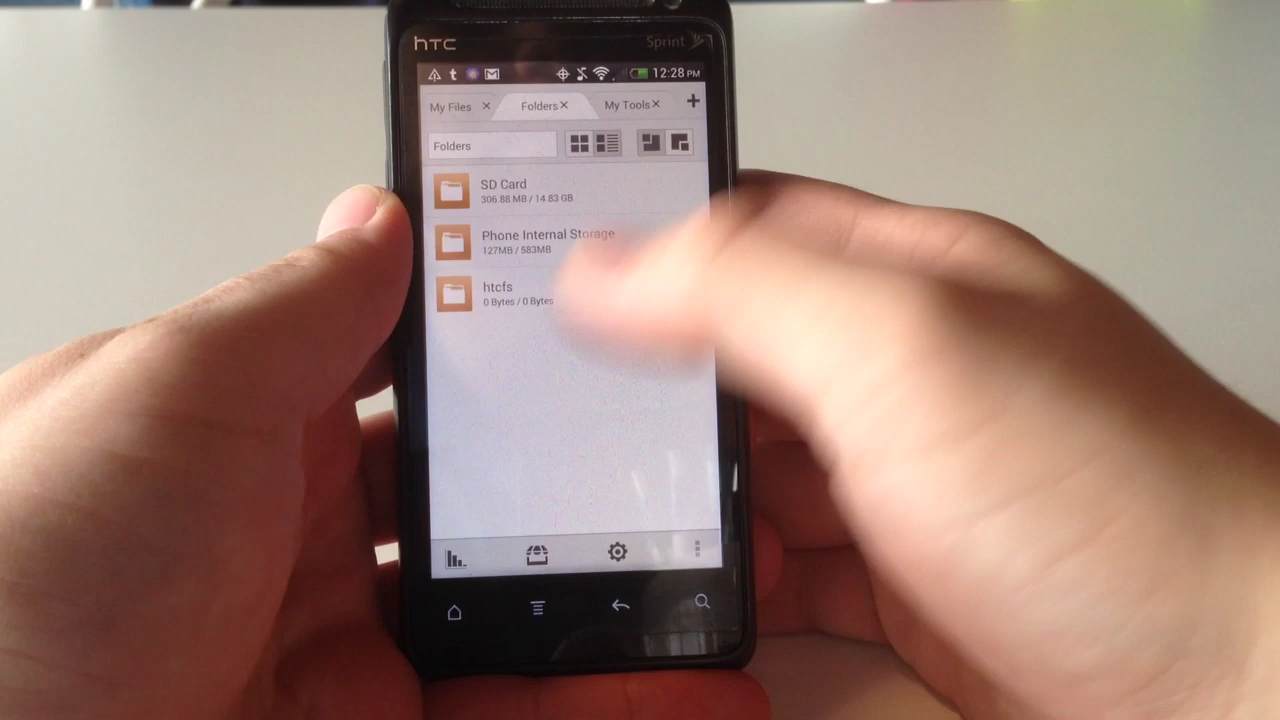 hTC Sprint
t 12:28 PM
My Files Folders My Tools
Folders
SD Card
306.88 MB / 14.83 GB
Phone Internal Storage
127MB / 583MB
htcfs
0 Bytes / 0 Bytes